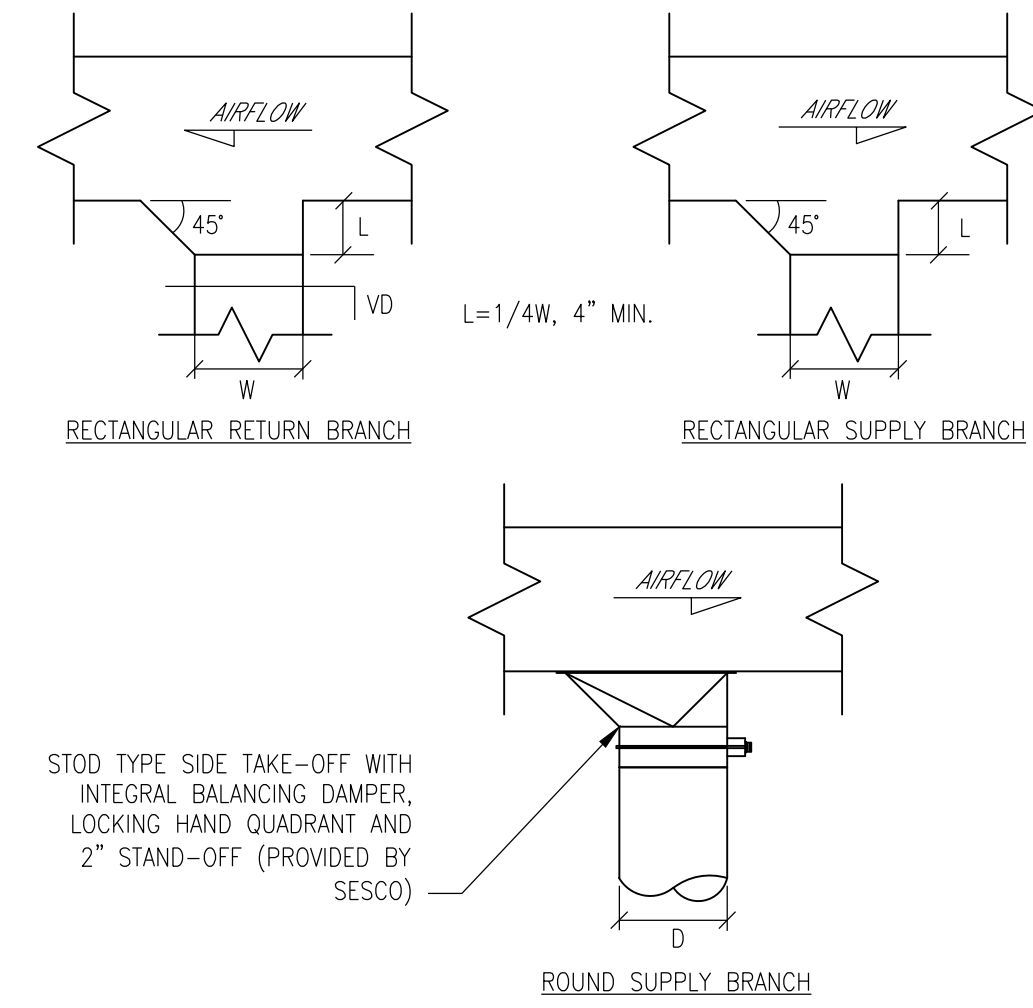 AIRFLOW
45°
L
VD
W
RECTANGULAR RETURN BRANCH
L=1/4W, 4" MIN.
AIRFLOW
45°
L
W
RECTANGULAR SUPPLY BRANCH
AIRFLOW
STOD TYPE SIDE TAKE-OFF WITH
INTEGRAL BALANCING DAMPER,
LOCKING HAND QUADRANT AND
2" STAND-OFF (PROVIDED BY
SESCO)
D
ROUND SUPPLY BRANCH